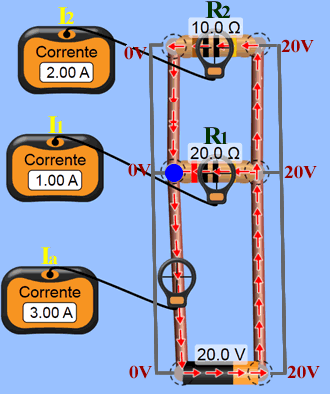 I2
R2
10.0 Ω
0V
20V
Corrente
2.00 A
I1
R1
20.0 Ω
0V
20V
Corrente
1.00 A
Ia
Corrente
3.00 A
20.0 V
0V
20V